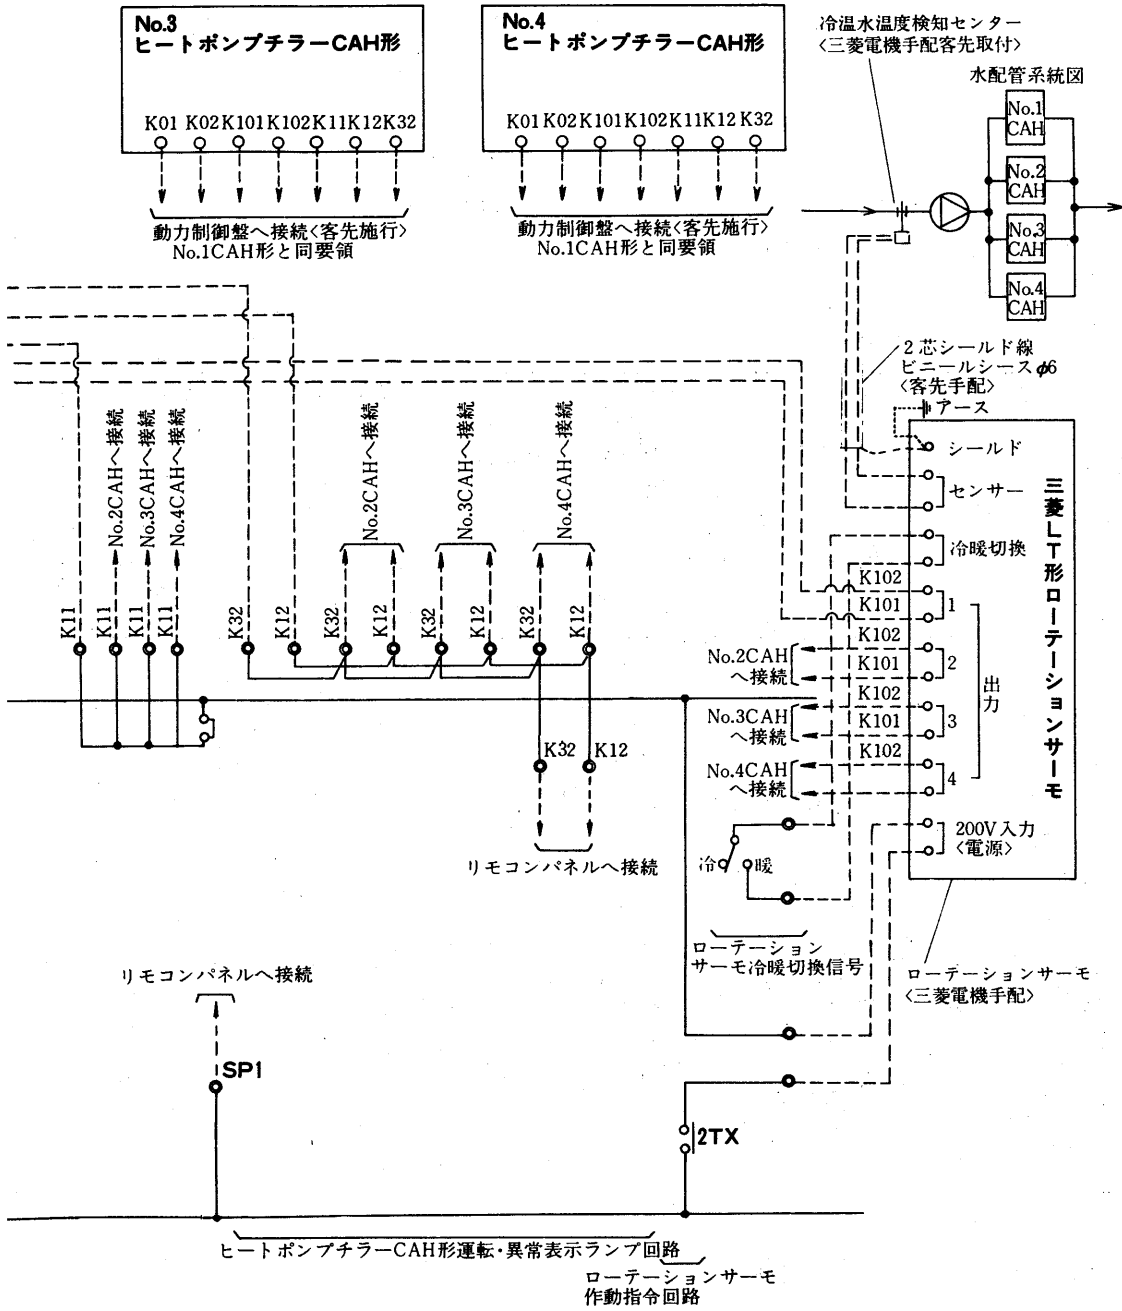 No.3
ヒートポンプチラーCAH形
K01 K02 K101 K102 K11 K12 K32
動力制御盤へ接続〈客先施行〉
No.1CAH形と同要領
No.4
ヒートポンプチラーCAH形
K01 K02 K101 K102 K11 K12 K32
動力制御盤へ接続〈客先施行〉
No.1CAH形と同要領
冷温水温度検知センター
〈三菱電機手配客先取付〉
水配管系統図
No.1
CAH
No.2
CAH
No.3
CAH
No.4
CAH
2芯シールド線
ビニールシースφ6
〈客先手配〉
アース
シールド
センサー
冷暖切換
K102
K101
1
K102
K101
2
K102
K101
3
K102
4
出力
200V入力
〈電源〉
三菱LT形ローテーションサーモ
No.2CAH
へ接続
No.3CAH
へ接続
No.4CAH
へ接続
No.2CAHへ接続
No.3CAHへ接続
No.4CAHへ接続
No.2CAHへ接続
No.3CAHへ接続
No.4CAHへ接続
K11
K11
K11
K11
K32
K12
K32
K12
K32
K12
K32
K12
K32
K12
リモコンパネルへ接続
冷
暖
ローテーション
サーモ冷暖切換信号
ローテーションサーモ
〈三菱電機手配〉
リモコンパネルへ接続
SP1
2TX
ヒートポンプチラーCAH形運転・異常表示ランプ回路
ローテーションサーモ
作動指令回路